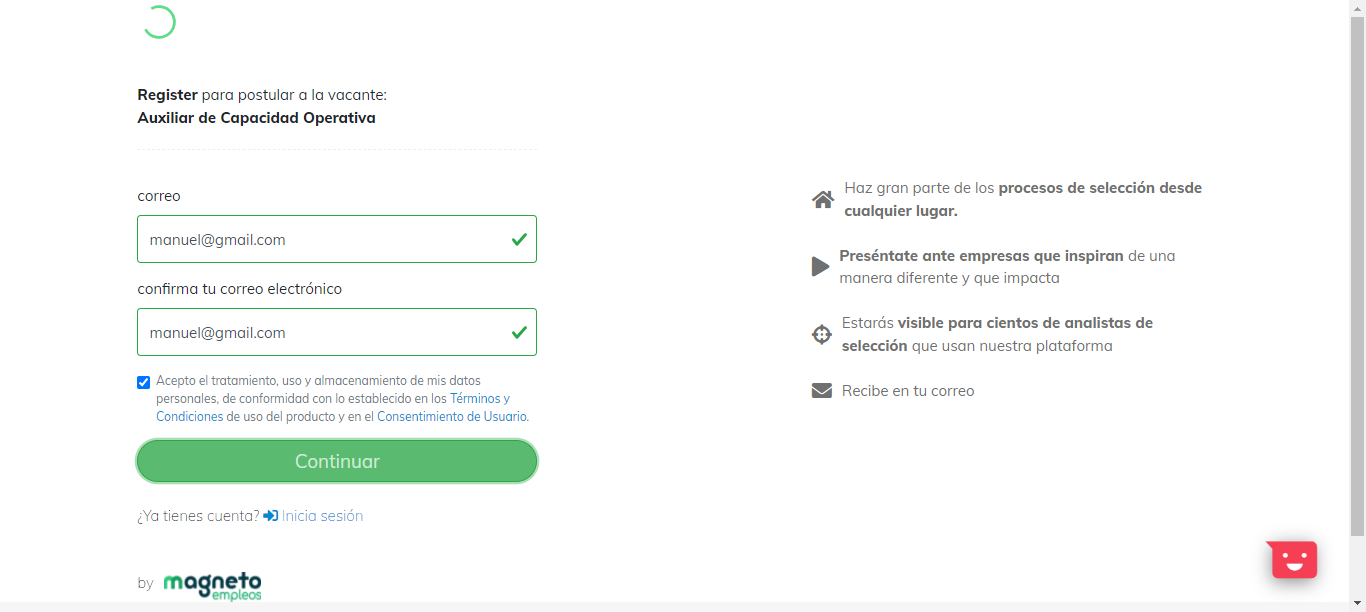 Register para postular a la vacante:
Auxiliar de Capacidad Operativa
correo
manuel@gmail.com
confirma tu correo electrónico
manuel@gmail.com
Acepto el tratamiento, uso y almacenamiento de mis datos
personales, de conformidad con lo establecido en los Términos y
Condiciones de uso del producto y en el Consentimiento de Usuario.
Continuar
¿Ya tienes cuenta? Inicia sesión
by magneto
empleos
Haz gran parte de los procesos de selección desde
cualquier lugar.
Preséntate ante empresas que inspiran de una
manera diferente y que impacta
Estarás visible para cientos de analistas de
selección que usan nuestra plataforma
Recibe en tu correo